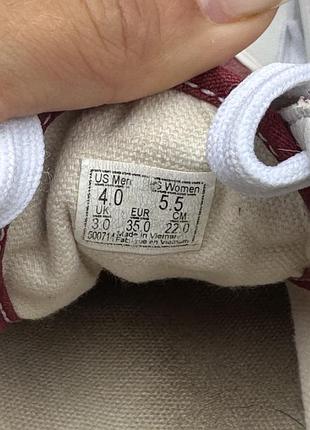 US Men US Women
4.0 5.5
UK EUR CM
3.0 35.0 22.0
500714 Made in Vietnam
Fabriqué en Vietnam